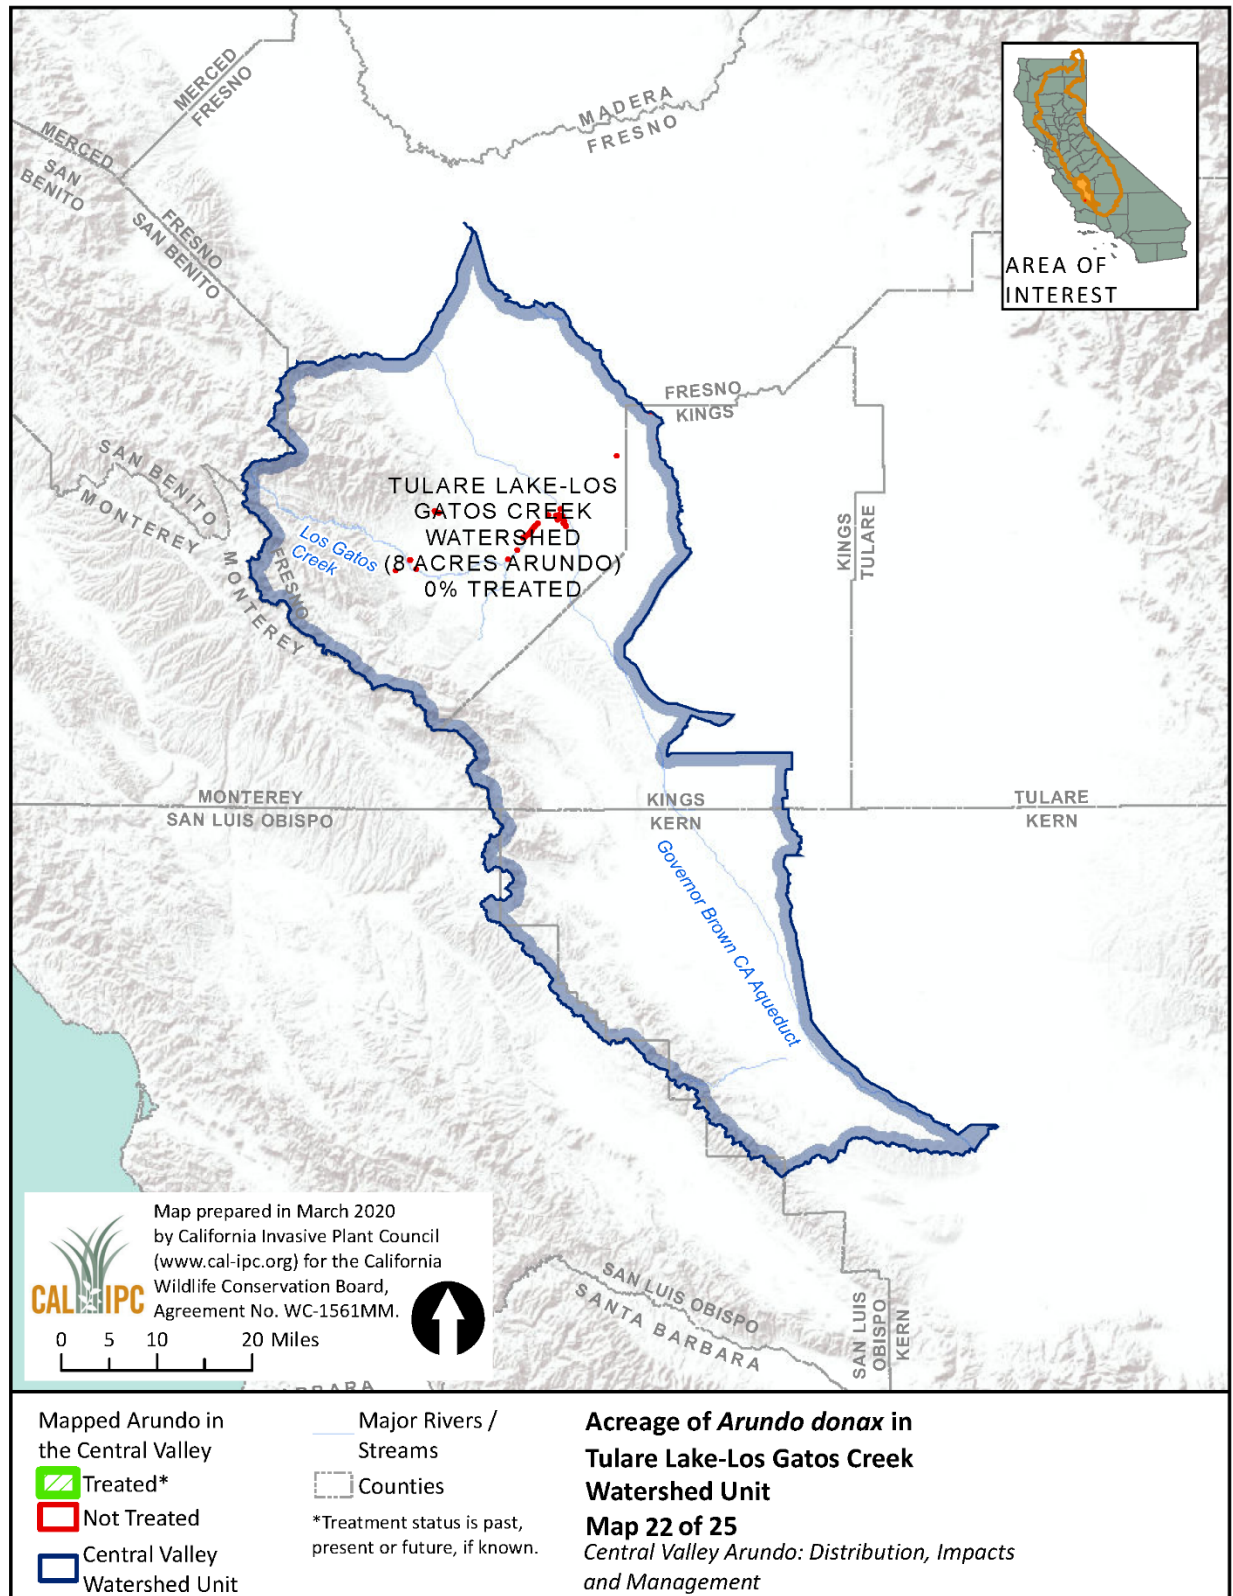 MERCED
FRESNO
MADERA
FRESNO
MERCED
SAN
BENITO
FRESNO
SAN BENITO
AREA OF
INTEREST
FRESNO
KINGS
SAN BENITO
MONTEREY
TULARE LAKE-LOS
GATOS CREEK
WATERSHED
(8 ACRES ARUNDO)
0% TREATED
Los Gatos
Creek
FRESNO
MONTEREY
KINGS
TULARE
MONTEREY
SAN LUIS OBISPO
KINGS
KERN
TULARE
KERN
Governor Brown CA Aqueduct
Map prepared in March 2020
by California Invasive Plant Council
(www.cal-ipc.org) for the California
Wildlife Conservation Board,
Agreement No. WC-1561MM.
CAL-IPC
0 5 10 20 Miles
SAN LUIS OBISPO
SANTA BARBARA
SAN LUIS
OBISPO
KERN
Mapped Arundo in
the Central Valley
Treated*
Not Treated
Central Valley
Watershed Unit
Major Rivers /
Streams
Counties
*Treatment status is past,
present or future, if known.
Acreage of Arundo donax in
Tulare Lake-Los Gatos Creek
Watershed Unit
Map 22 of 25
Central Valley Arundo: Distribution, Impacts
and Management